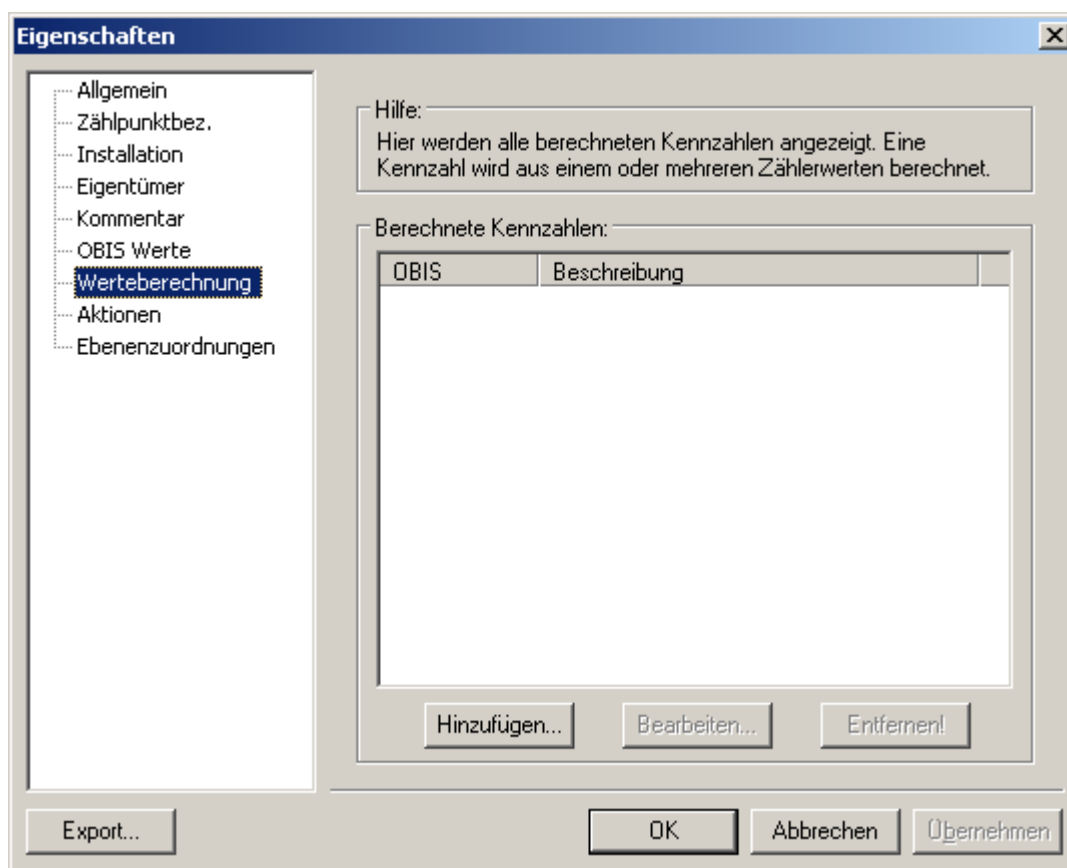 Eigenschaften
Allgemein
Zählpunktbez.
Installation
Eigentümer
Kommentar
OBIS Werte
Werteberechnung
Aktionen
Ebenenzuordnungen
Hilfe:
Hier werden alle berechneten Kennzahlen angezeigt. Eine
Kennzahl wird aus einem oder mehreren Zählerwerten berechnet.
Berechnete Kennzahlen:
OBIS Beschreibung
Hinzufügen... Bearbeiten... Entfernen!
Export... OK Abbrechen Übernehmen